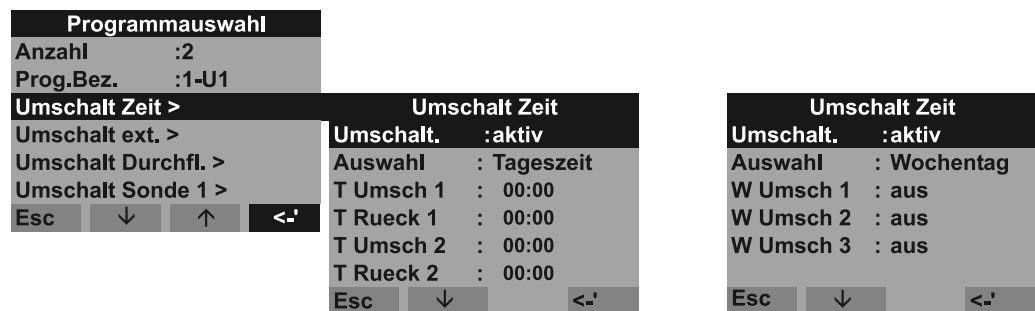 Programmauswahl
Anzahl :2
Prog.Bez. :1-U1
Umschalt Zeit >
Umschalt ext. >
Umschalt Durchfl. >
Umschalt Sonde 1 >
Esc ↓ ↑ <-'
Umschalt Zeit
Umschalt. :aktiv
Auswahl : Tageszeit
T Umsch 1 : 00:00
T Rueck 1 : 00:00
T Umsch 2 : 00:00
T Rueck 2 : 00:00
Esc ↓ <-'
Umschalt Zeit
Umschalt. :aktiv
Auswahl : Wochentag
W Umsch 1 : aus
W Umsch 2 : aus
W Umsch 3 : aus
Esc ↓ <-'